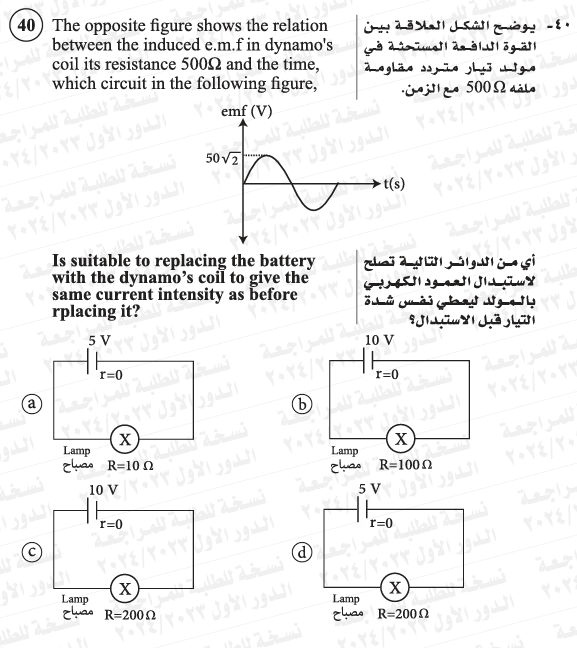 40 The opposite figure shows the relation
between the induced e.m.f in dynamo's
coil its resistance 500Ω and the time,
which circuit in the following figure,
٤٠- يوضح الشكل العلاقة بين
القوة الدافعة المستحثة في
مولد تيار متردد مقاومة
ملفه 500 Ω مع الزمن.
emf (V)
50√2
t(s)
Is suitable to replacing the battery
with the dynamo's coil to give the
same current intensity as before
rplacing it?
أي من الدوائر التالية تصلح
لاستبدال العمود الكهربي
بالمولد ليعطي نفس شدة
التيار قبل الاستبدال؟
a
5 V
r=0
X
Lamp
مصباح R=10 Ω
b
10 V
r=0
X
Lamp
مصباح R=100 Ω
c
10 V
r=0
X
Lamp
مصباح R=200 Ω
d
5 V
r=0
X
Lamp
مصباح R=200 Ω
نسخة للطلبة للمراجعة
الدور الأول ٢٠٢٤/٢٠٢٣